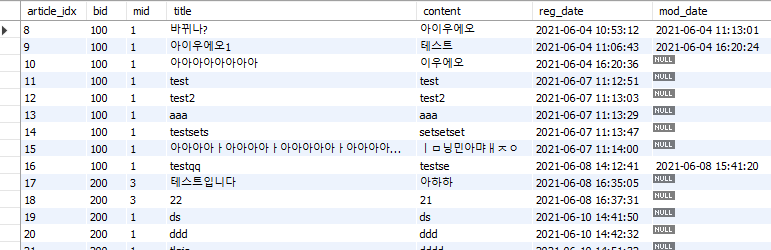 article_idx bid mid title content reg_date mod_date
8 100 1 바뀌나? 아이우에오 2021-06-04 10:53:12 2021-06-04 11:13:01
9 100 1 아이우에오1 테스트 2021-06-04 11:06:43 2021-06-04 16:20:24
10 100 1 아아아아아아아아 이우에오 2021-06-04 16:20:36 NULL
11 100 1 test test 2021-06-07 11:12:51 NULL
12 100 1 test2 test2 2021-06-07 11:13:03 NULL
13 100 1 aaa aaa 2021-06-07 11:13:29 NULL
14 100 1 testsets setsetset 2021-06-07 11:13:47 NULL
15 100 1 아아아아ㅏ아아아아ㅏ아아아아아ㅏ아아아아... ㅣㅁ닝민아먀ㅐㅈㅇ 2021-06-07 11:14:00 NULL
16 100 1 testqq testse 2021-06-08 14:12:41 2021-06-08 15:41:20
17 200 3 테스트입니다 아하하 2021-06-08 16:35:05 NULL
18 200 3 22 21 2021-06-08 16:37:31 NULL
19 200 1 ds ds 2021-06-10 14:41:50 NULL
20 200 1 ddd ddd 2021-06-10 14:42:32 NULL